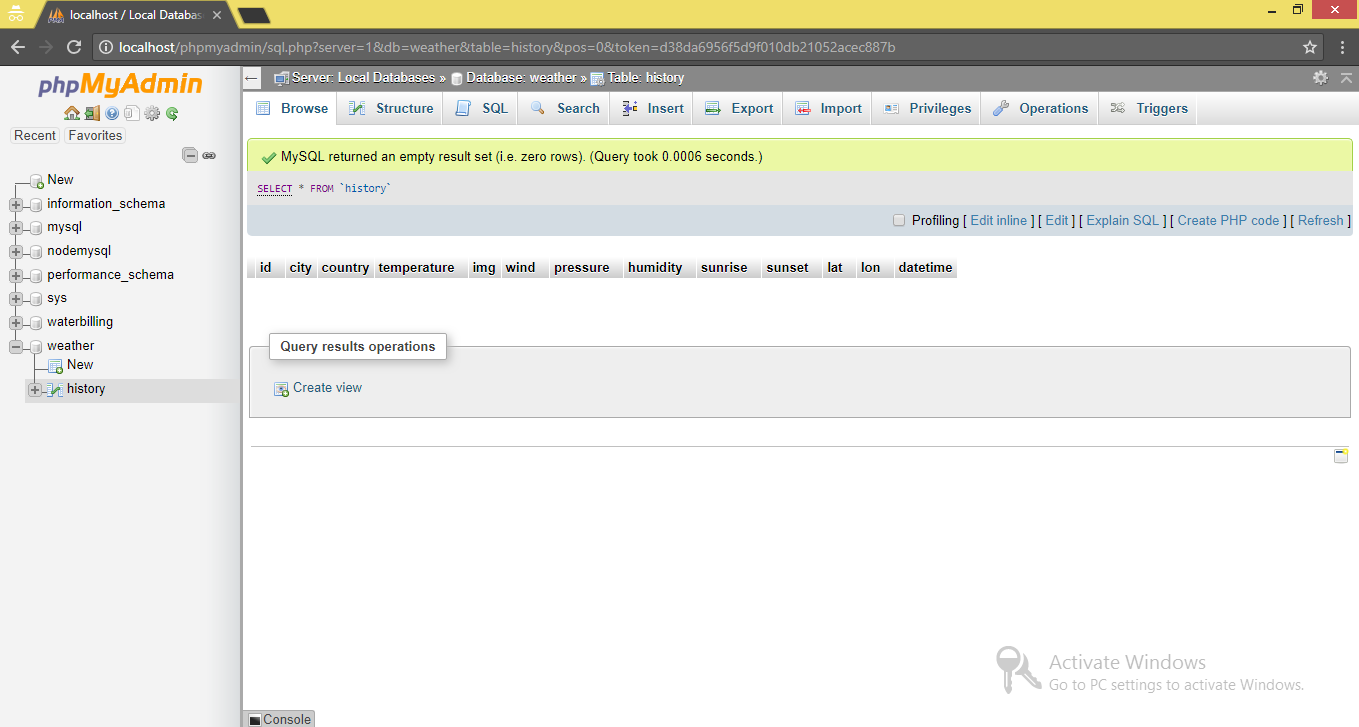 localhost / Local Databas
localhost/phpmyadmin/sql.php?server=1&db=weather&table=history&pos=0&token=d38da6956f5d9f010db21052acec887b
phpMyAdmin
Recent Favorites
New
information_schema
mysql
nodemysql
performance_schema
sys
waterbilling
weather
New
history
Server: Local Databases » Database: weather » Table: history
Browse Structure SQL Search Insert Export Import Privileges Operations Triggers
MySQL returned an empty result set (i.e. zero rows). (Query took 0.0006 seconds.)
SELECT * FROM `history`
Profiling [ Edit inline ] [ Edit ] [ Explain SQL ] [ Create PHP code ] [ Refresh ]
id city country temperature img wind pressure humidity sunrise sunset lat lon datetime
Query results operations
Create view
Activate Windows
Go to PC settings to activate Windows.
Console